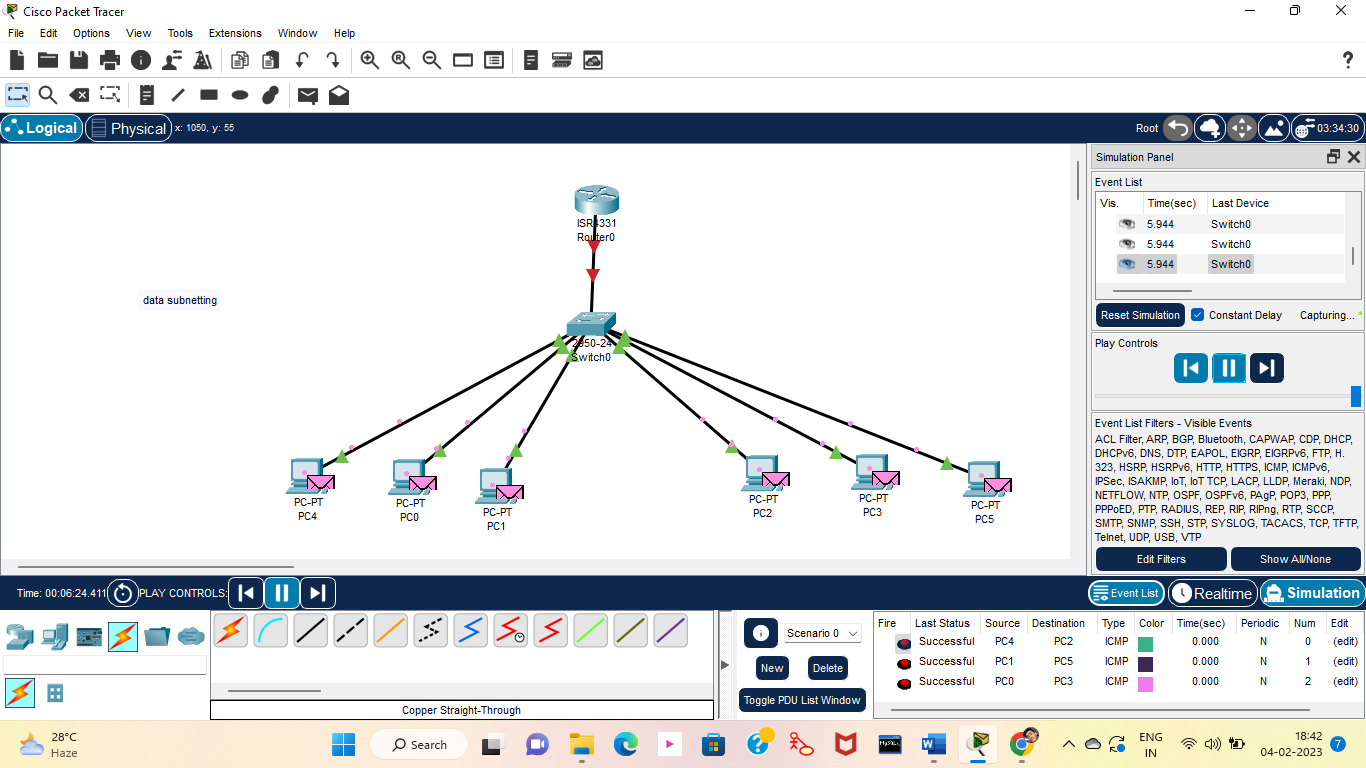 Cisco Packet Tracer
File Edit Options View Tools Extensions Window Help
Logical Physical x: 1050, y: 55 Root 03:34:30
Simulation Panel
Event List
Vis. Time(sec) Last Device
5.944 Switch0
5.944 Switch0
5.944 Switch0
Reset Simulation Constant Delay Capturing... *
Play Controls
Event List Filters - Visible Events
ACL Filter, ARP, BGP, Bluetooth, CAPWAP, CDP, DHCP,
DHCPv6, DNS, DTP, EAPOL, EIGRP, EIGRPv6, FTP, H.
323, HSRP, HSRPv6, HTTP, HTTPS, ICMP, ICMPv6,
IPSec, ISAKMP, IoT, IoT TCP, LACP, LLDP, Meraki, NDP,
NETFLOW, NTP, OSPF, OSPFv6, PAgP, POP3, PPP,
PPPoED, PTP, RADIUS, REP, RIP, RIPng, RTP, SCCP,
SMTP, SNMP, SSH, STP, SYSLOG, TACACS, TCP, TFTP,
Telnet, UDP, USB, VTP
Edit Filters Show All/None
ISR4331
Router0
data subnetting
2950-24
Switch0
PC-PT
PC4
PC-PT
PC0
PC-PT
PC1
PC-PT
PC2
PC-PT
PC3
PC-PT
PC5
Time: 00:06:24.411 PLAY CONTROLS: Event List Realtime Simulation
Scenario 0
New Delete
Toggle PDU List Window
Copper Straight-Through
Fire Last Status Source Destination Type Color Time(sec) Periodic Num Edit
Successful PC4 PC2 ICMP 0.000 N 0 (edit)
Successful PC1 PC5 ICMP 0.000 N 1 (edit)
Successful PC0 PC3 ICMP 0.000 N 2 (edit)
28°C
Haze
Search
MySQL
ENG
IN
18:42
04-02-2023
7